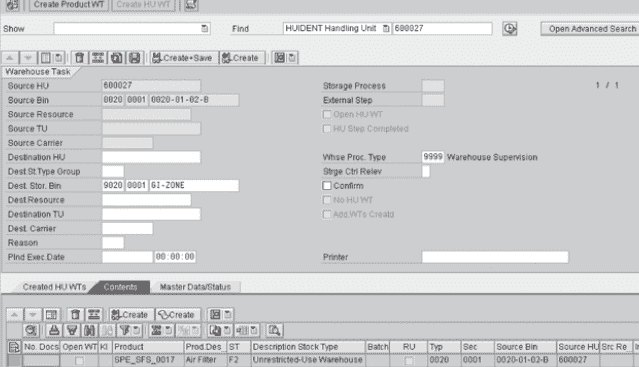 Create Product WT Create HU WT
Show Find HUIDENT Handling Unit 600027 Open Advanced Search
Create+Save Create
Warehouse Task
Source HU 600027 Storage Process 1 / 1
Source Bin 0020 0001 0020-01-02-B External Step
Source Resource Open HU WT
Source TU HU Step Completed
Source Carrier
Destination HU Whse Proc. Type 9999 Warehouse Supervision
Dest.St.Type Group Strge Ctrl Relev
Dest. Stor. Bin 9020 0001 GI-ZONE Confirm
Dest.Resource No HU WT
Destination TU Add.WTs Creatd
Dest. Carrier
Reason
Plnd Exec.Date 00:00:00 Printer
Created HU WTs Contents Master Data/Status
Create Create
No. Docs Open WT KI Product Prod.Des. ST Description Stock Type Batch RU Typ Sec Source Bin Source HU Src Re
SPE_SFS_0017 Air Filter F2 Unrestricted-Use Warehouse 0020 0001 0020-01-02-B 600027